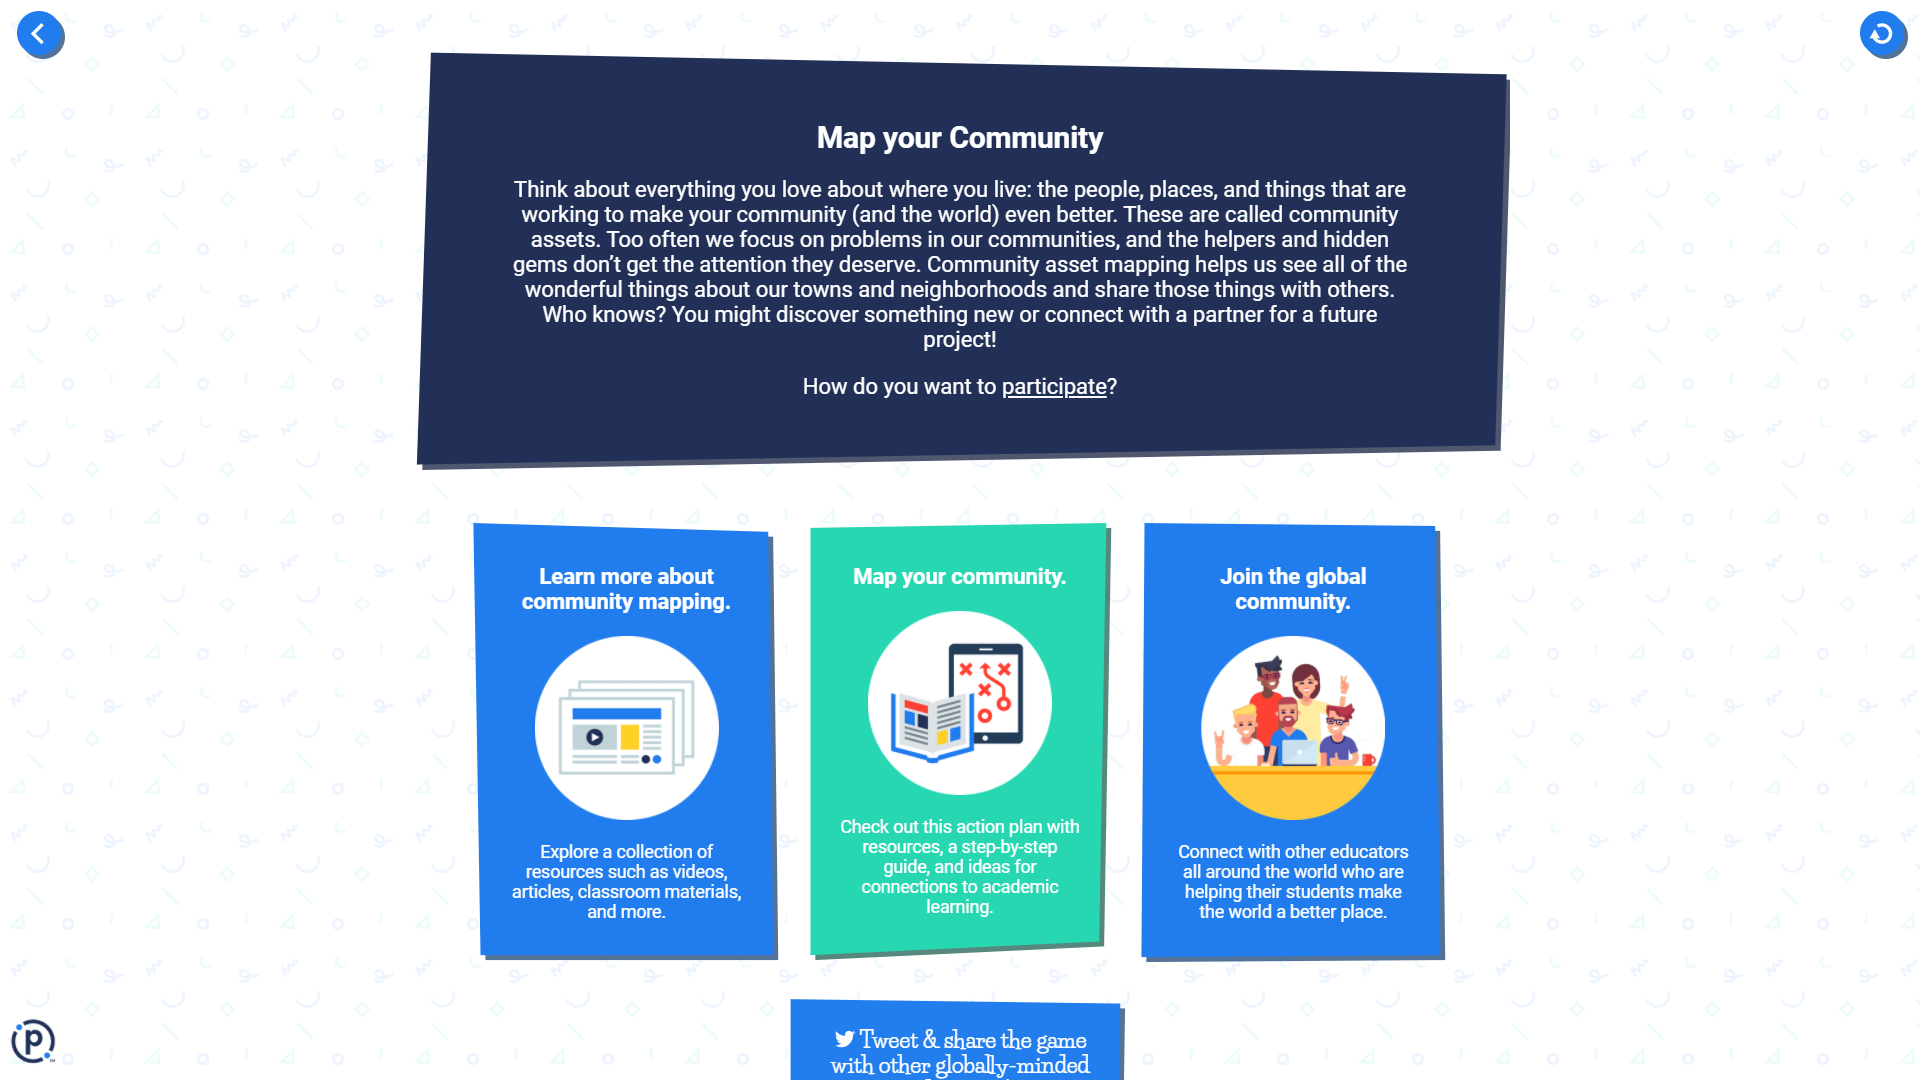 Map your Community
Think about everything you love about where you live: the people, places, and things that are
working to make your community (and the world) even better. These are called community
assets. Too often we focus on problems in our communities, and the helpers and hidden
gems don’t get the attention they deserve. Community asset mapping helps us see all of the
wonderful things about our towns and neighborhoods and share those things with others.
Who knows? You might discover something new or connect with a partner for a future
project!
How do you want to participate?
Learn more about
community mapping.
Explore a collection of
resources such as videos,
articles, classroom materials,
and more.
Map your community.
Check out this action plan with
resources, a step-by-step
guide, and ideas for
connections to academic
learning.
Join the global
community.
Connect with other educators
all around the world who are
helping their students make
the world a better place.
Tweet & share the game
with other globally-minded
p